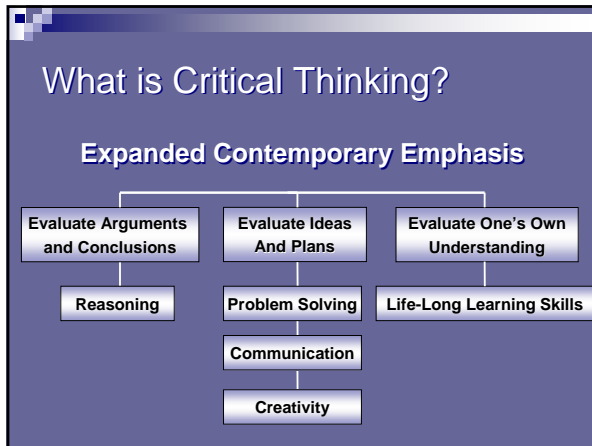 What is Critical Thinking?
Expanded Contemporary Emphasis
Evaluate Arguments
and Conclusions
Evaluate Ideas
And Plans
Evaluate One's Own
Understanding
Reasoning
Problem Solving
Life-Long Learning Skills
Communication
Creativity